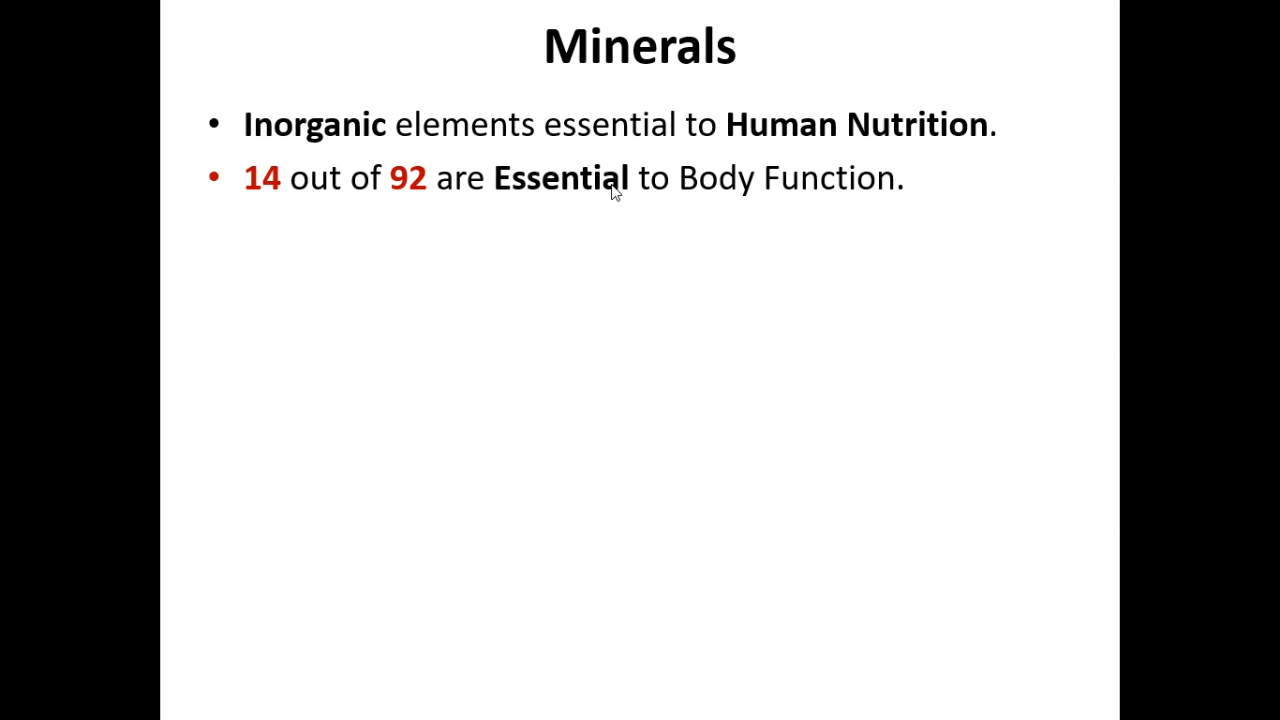 Minerals
• Inorganic elements essential to Human Nutrition.
• 14 out of 92 are Essential to Body Function.